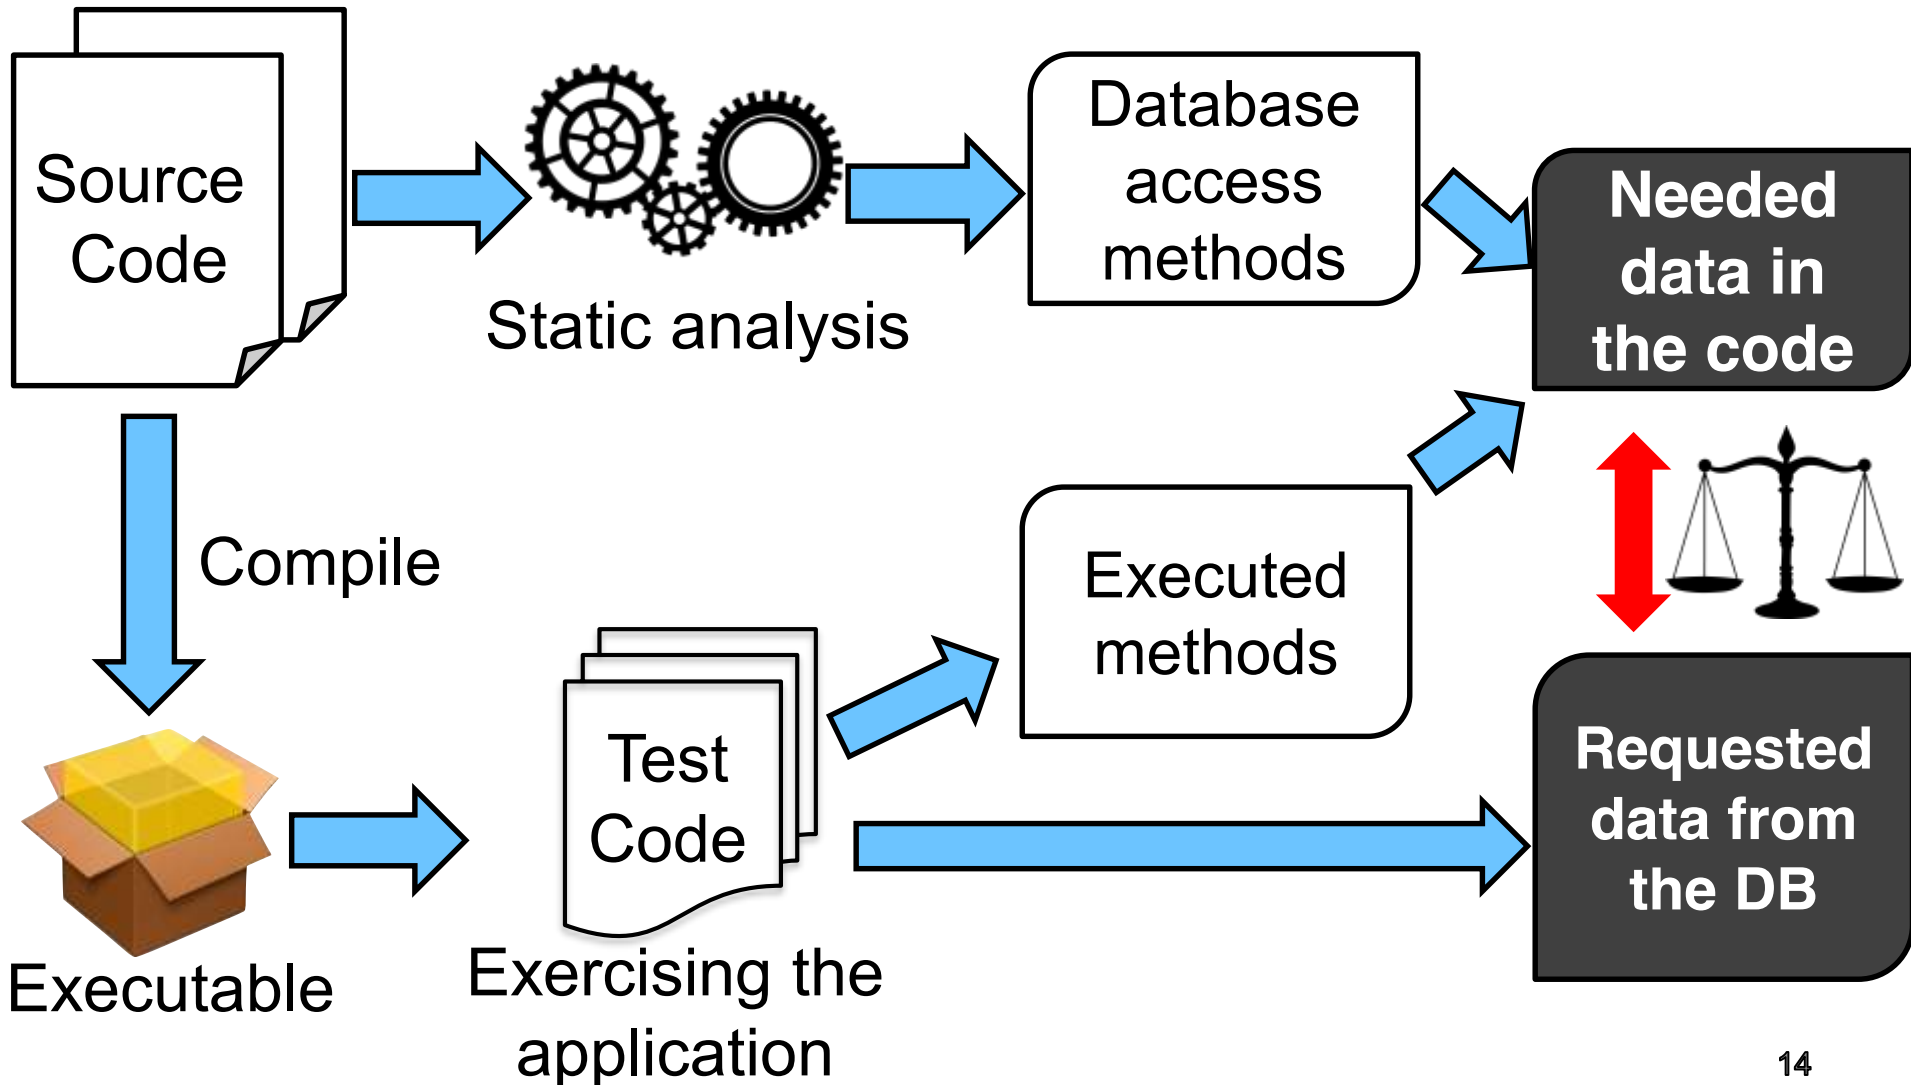 Source
Code
Static analysis
Database
access
methods
Needed
data in
the code
Compile
Executed
methods
Test
Code
Requested
data from
the DB
Executable
Exercising the
application
14